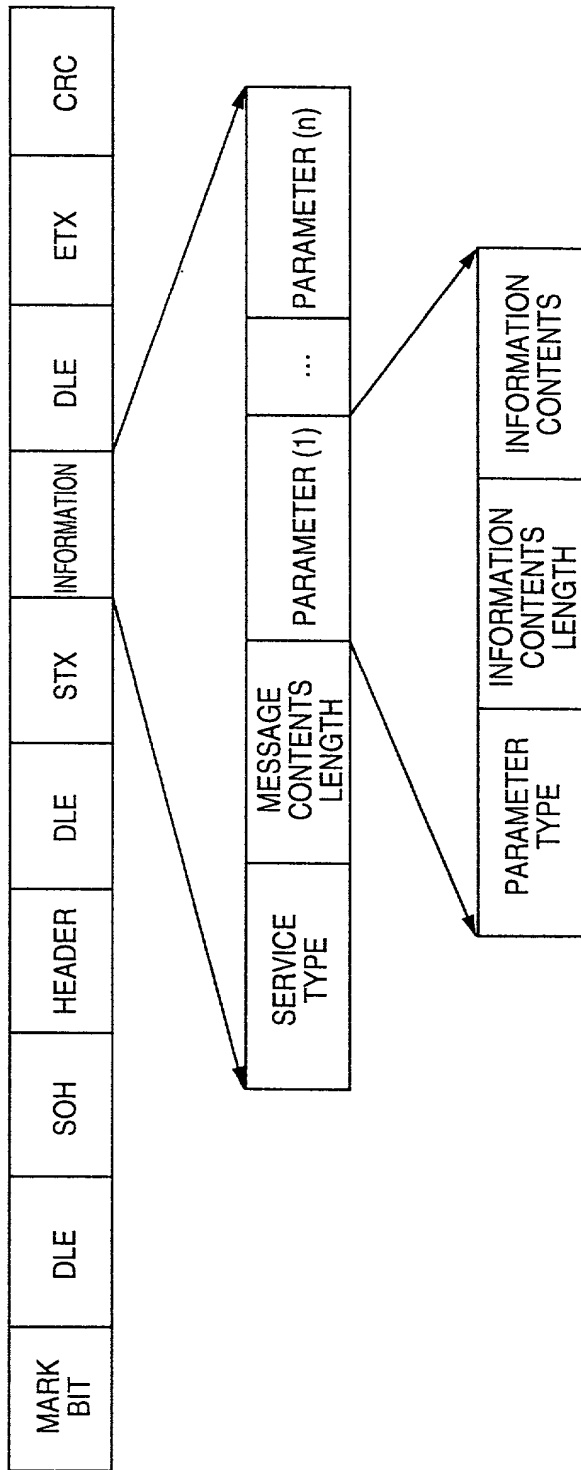 MARK
BIT
DLE
SOH
HEADER
DLE
STX
INFORMATION
DLE
ETX
CRC
SERVICE
TYPE
MESSAGE
CONTENTS
LENGTH
PARAMETER (1)
...
PARAMETER (n)
PARAMETER
TYPE
INFORMATION
CONTENTS
LENGTH
INFORMATION
CONTENTS